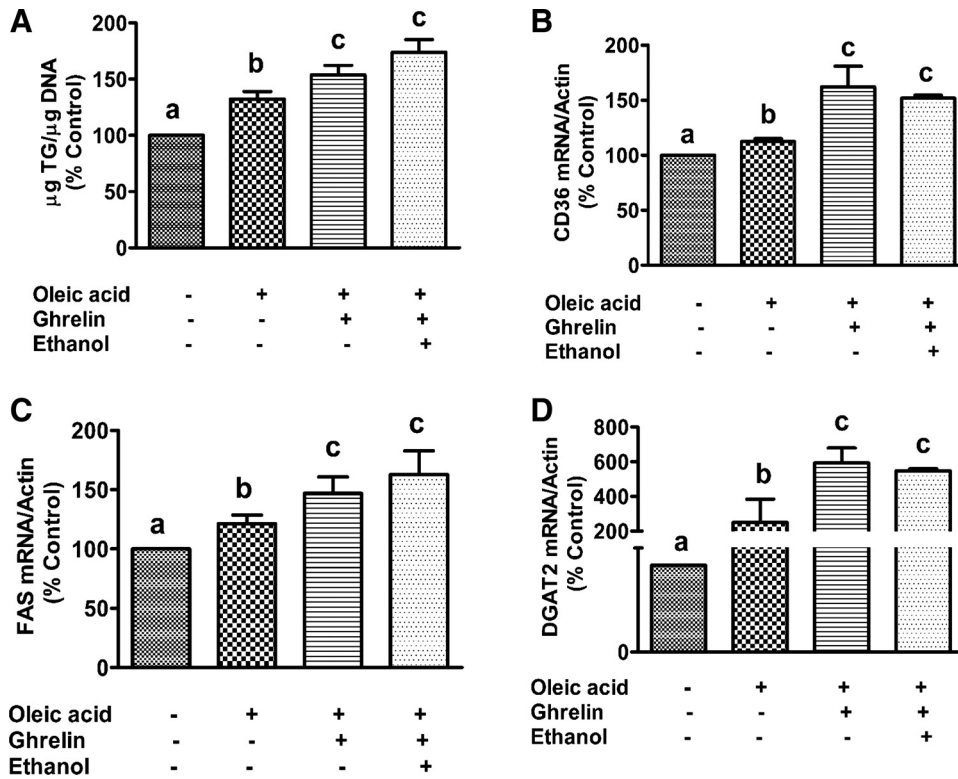 A
µg TG/µg DNA
(% Control)
200
150
100
50
0
a
b
c
c
Oleic acid - + + +
Ghrelin - - + +
Ethanol - - - +
B
CD36 mRNA/Actin
(% Control)
200
150
100
50
0
a
b
c
c
Oleic acid - + + +
Ghrelin - - + +
Ethanol - - - +
C
FAS mRNA/Actin
(% Control)
200
150
100
50
0
a
b
c
c
Oleic acid - + + +
Ghrelin - - + +
Ethanol - - - +
D
DGAT2 mRNA/Actin
(% Control)
800
600
400
200
0
a
b
c
c
Oleic acid - + + +
Ghrelin - - + +
Ethanol - - - +